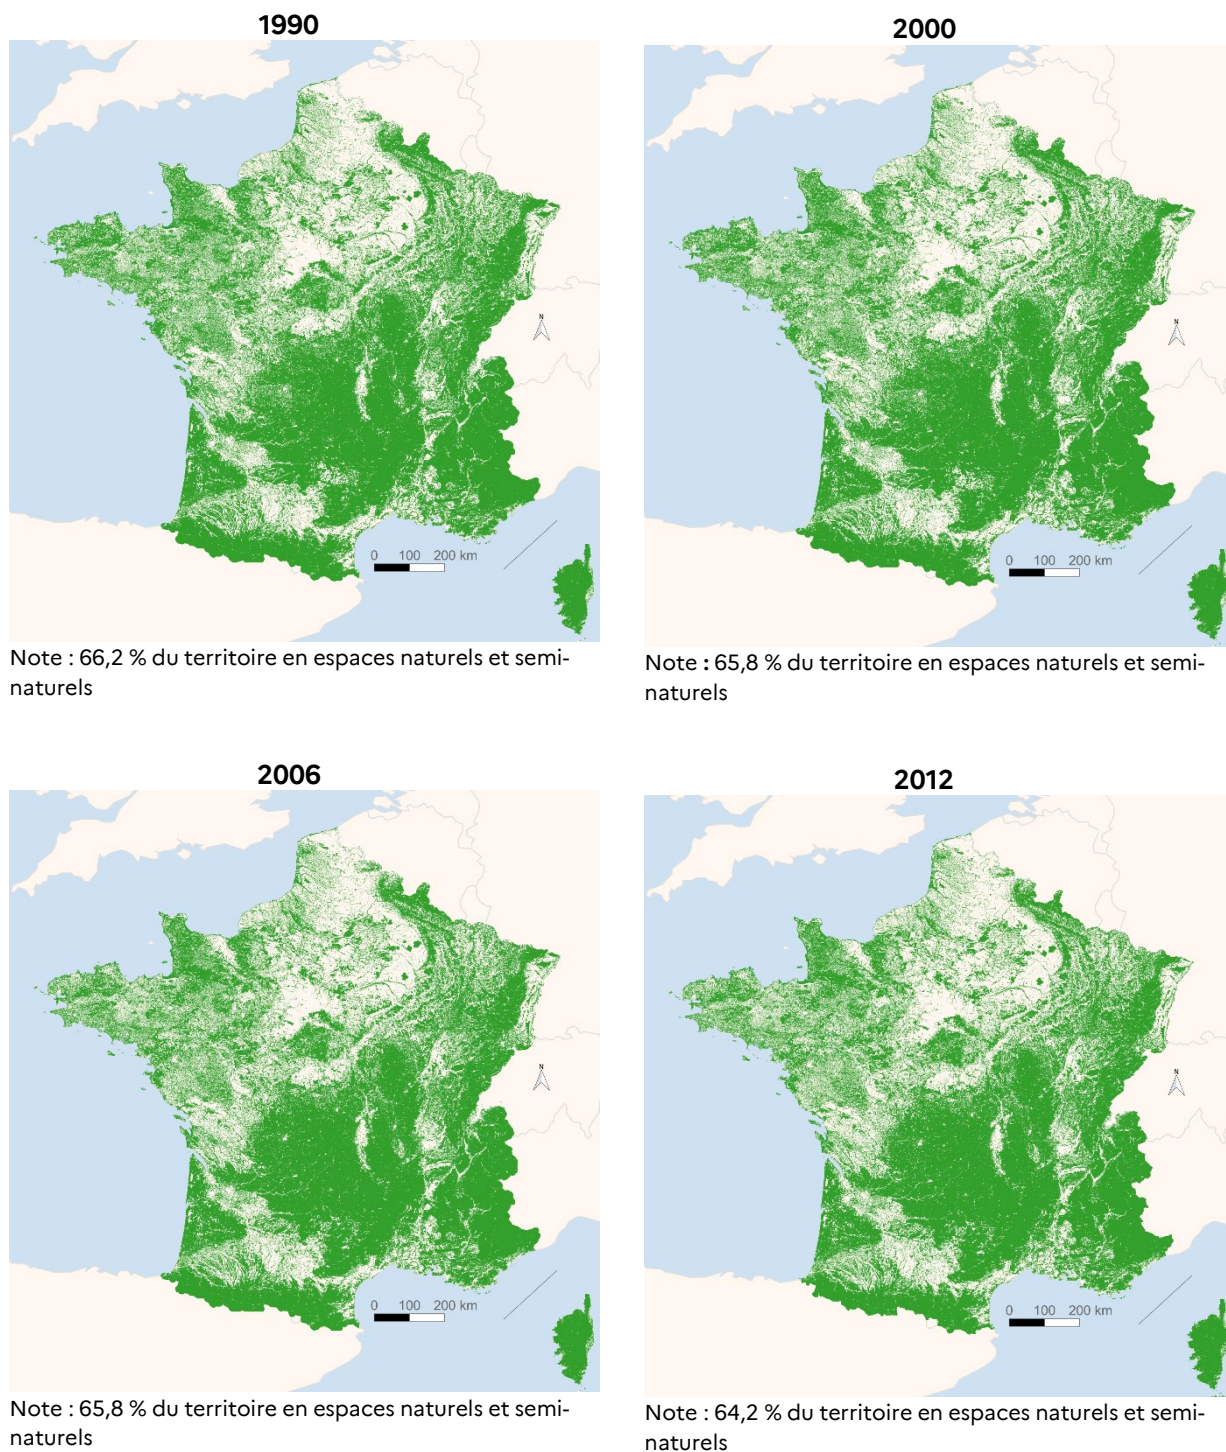 1990
2000
N
0 100 200 km
N
0 100 200 km
Note : 66,2 % du territoire en espaces naturels et semi-
naturels
Note : 65,8 % du territoire en espaces naturels et semi-
naturels
2006
2012
N
0 100 200 km
N
0 100 200 km
Note : 65,8 % du territoire en espaces naturels et semi-
naturels
Note : 64,2 % du territoire en espaces naturels et semi-
naturels